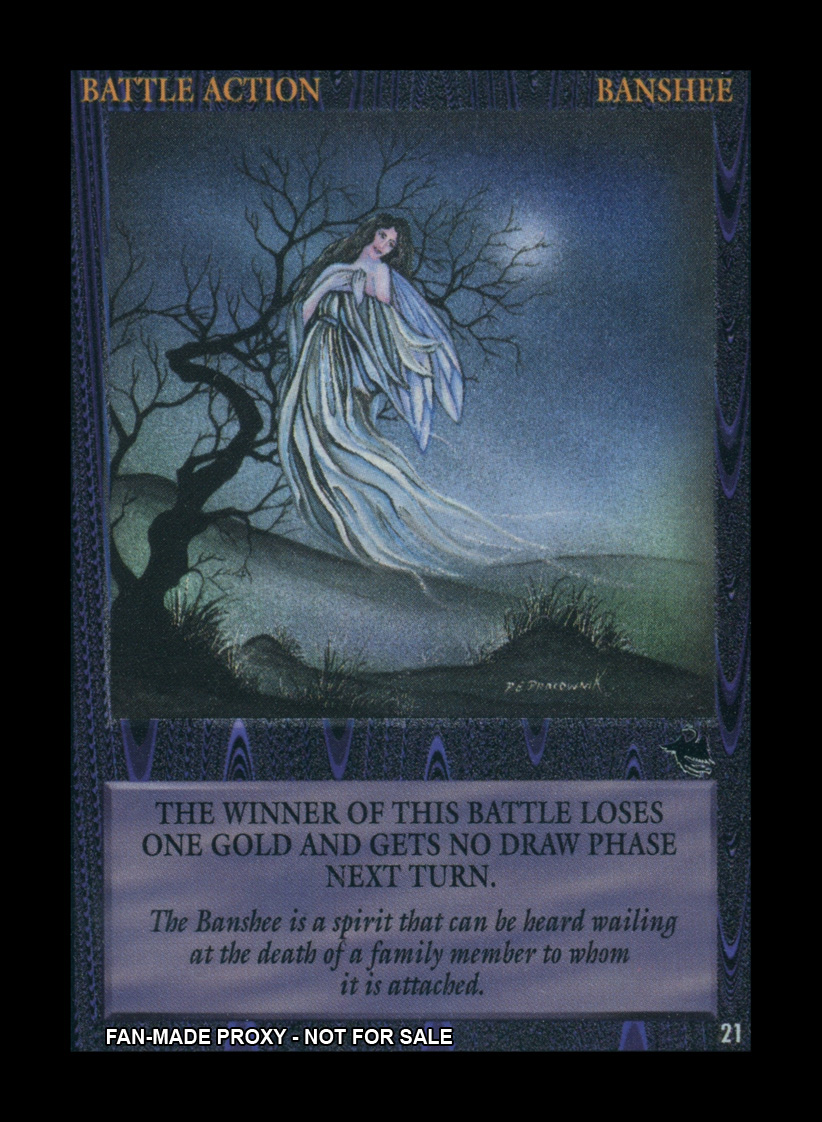 BATTLE ACTION BANSHEE
P.E. PRACOWNIK
THE WINNER OF THIS BATTLE LOSES
ONE GOLD AND GETS NO DRAW PHASE
NEXT TURN.
The Banshee is a spirit that can be heard wailing
at the death of a family member to whom
it is attached.
FAN-MADE PROXY - NOT FOR SALE 21